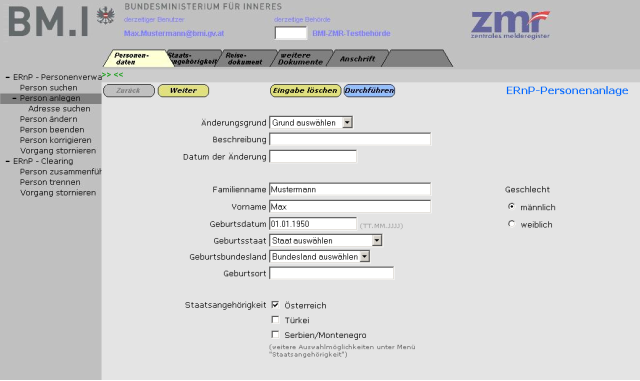 BM.I
BUNDESMINISTERIUM FÜR INNERES
derzeitiger Benutzer
derzeitige Behörde
Max.Mustermann@bmi.gv.at
BMI-ZMR-Testbehörde
zmr
zentrales melderegister
Personen-
daten
Staats-
angehörigkeit
Reise-
dokument
weitere
Dokumente
Anschrift
>> <<
ERnP - Personenverwa
Person suchen
Person anlegen
Adresse suchen
Person ändern
Person beenden
Person korrigieren
Vorgang stornieren
ERnP - Clearing
Person zusammenfüh
Person trennen
Vorgang stornieren
Zurück
Weiter
Eingabe löschen
Durchführen
ERnP-Personenanlage
Änderungsgrund Grund auswählen
Beschreibung
Datum der Änderung
Familienname Mustermann
Geschlecht
Vorname Max
männlich
Geburtsdatum 01.01.1950 (TT.MM.JJJJ)
weiblich
Geburtsstaat Staat auswählen
Geburtsbundesland Bundesland auswählen
Geburtsort
Staatsangehörigkeit Österreich
Türkei
Serbien/Montenegro
(weitere Auswahlmöglichkeiten unter Menü
"Staatsangehörigkeit")